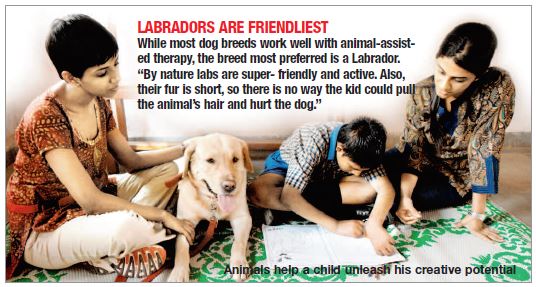 LABRADORS ARE FRIENDLIEST
While most dog breeds work well with animal-assist-
ed therapy, the breed most preferred is a Labrador.
“By nature labs are super- friendly and active. Also,
their fur is short, so there is no way the kid could pull
the animal’s hair and hurt the dog.”
Animals help a child unleash his creative potential